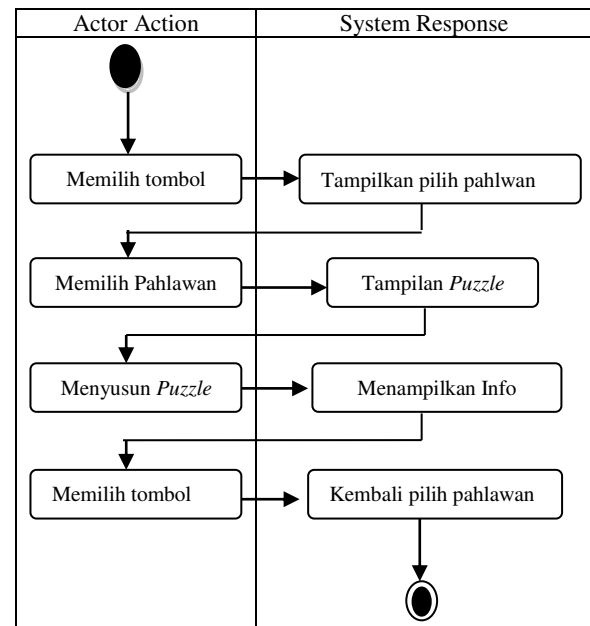 Actor Action
System Response
Memilih tombol
Tampilkan pilih pahlwan
Memilih Pahlawan
Tampilan Puzzle
Menyusun Puzzle
Menampilkan Info
Memilih tombol
Kembali pilih pahlawan